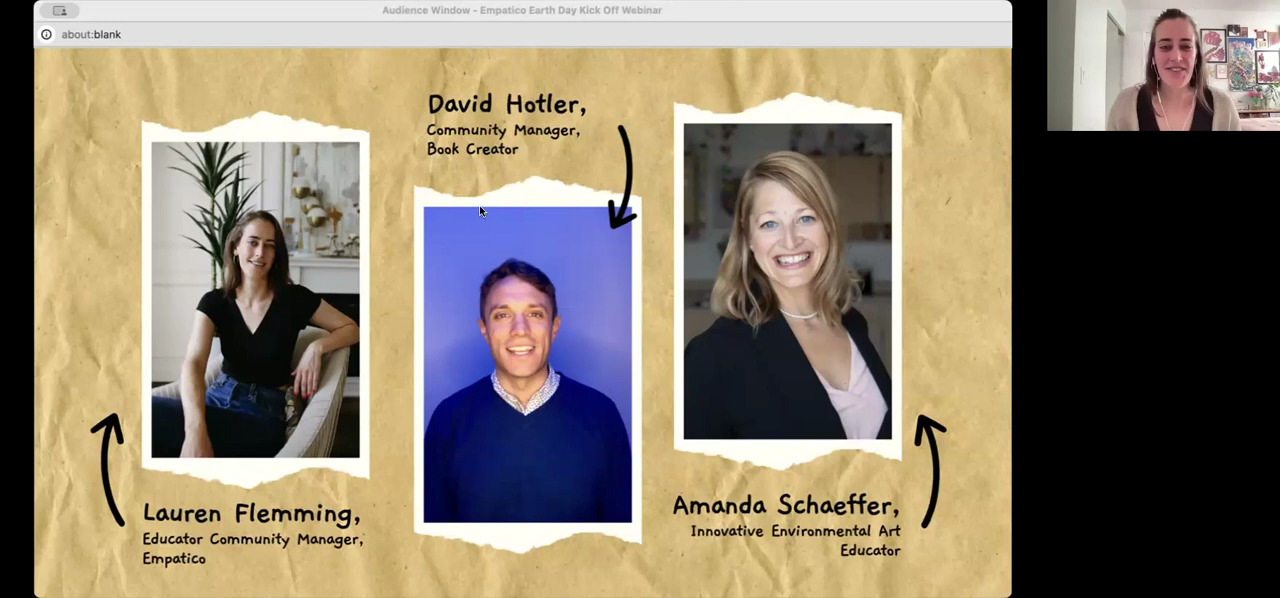 Audience Window - Empatico Earth Day Kick Off Webinar
about:blank
David Hotler,
Community Manager,
Book Creator
Lauren Flemming,
Educator Community Manager,
Empatico
Amanda Schaeffer,
Innovative Environmental Art
Educator